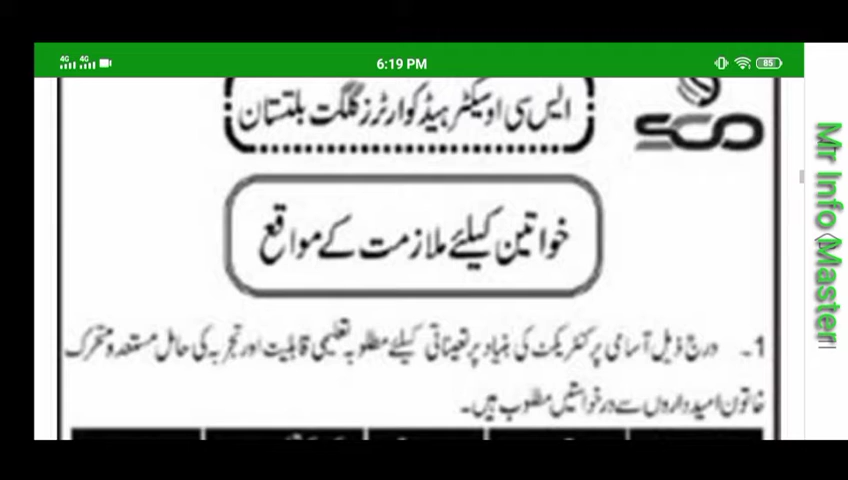 4G 4G 6:19 PM 85
ایس سی او سیکٹر ہیڈ کوارٹرز گلگت بلتستان
SCO
خواتین کیلئے ملازمت کے مواقع
1۔ درج ذیل آسامی پر کنٹریکٹ کی بنیاد پر تعیناتی کیلئے مطلوبہ تعلیمی قابلیت اور تجربہ کی حامل مستعد و متحرک
خاتون امیدواروں سے درخواستیں مطلوب ہیں۔
Mr Info Master